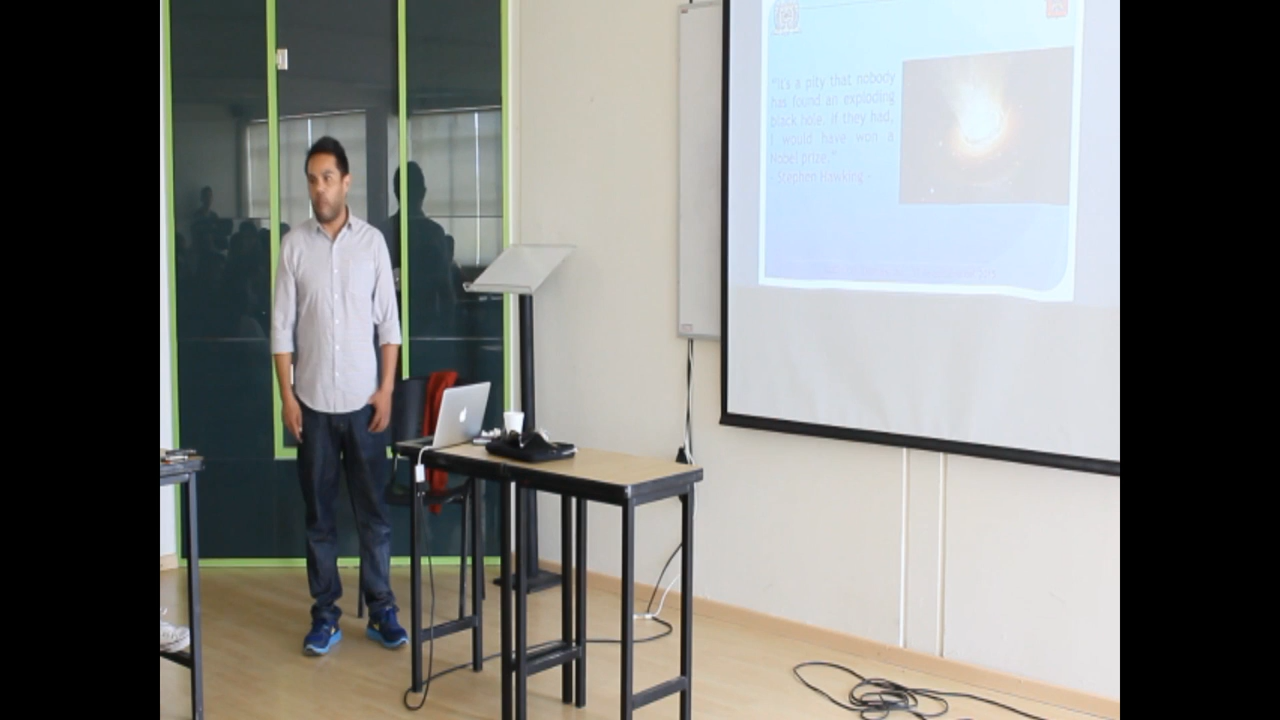 "It's a pity that nobody
has found an exploding
black hole. If they had,
I would have won a
Nobel prize."
- Stephen Hawking -